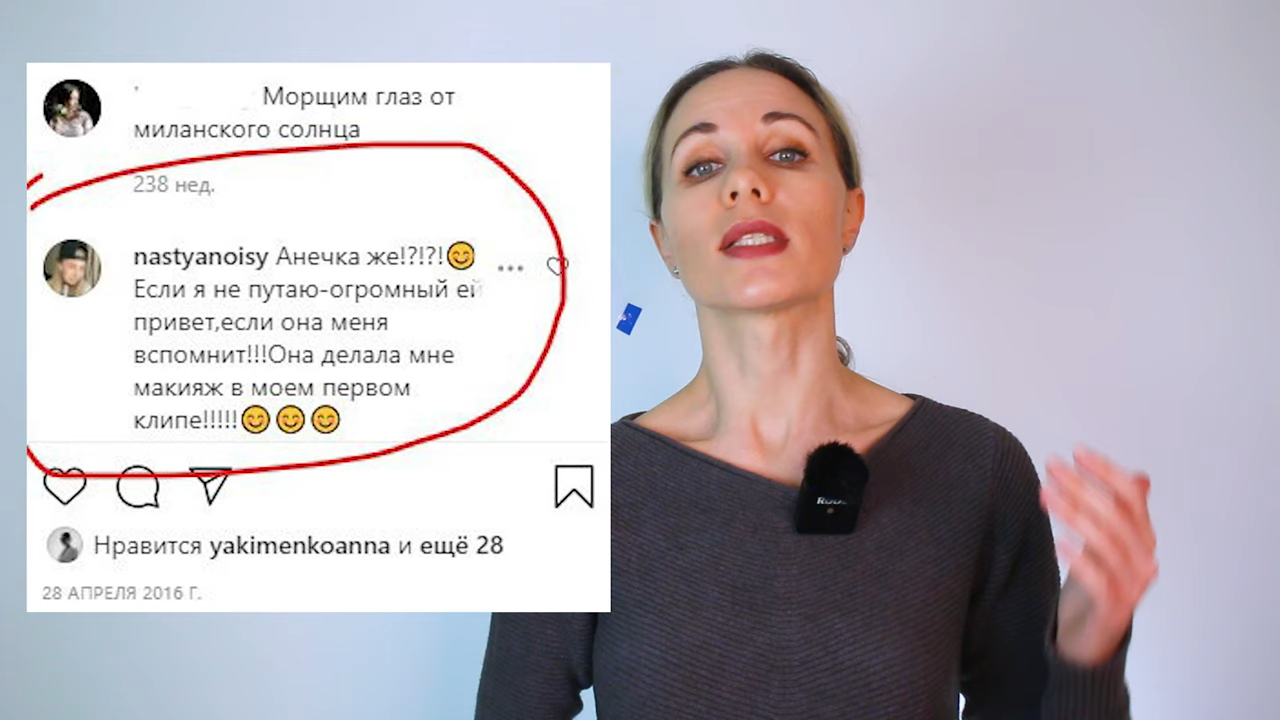 Морщим глаз от
миланского солнца
238 нед.
nastyanoisy Анечка же!?!?!😊
Если я не путаю-огромный ей
привет,если она меня
вспомнит!!!Она делала мне
макияж в моем первом
клипе!!!!!😊😊😊
Нравится yakimenkoanna и ещё 28
28 АПРЕЛЯ 2016 Г.